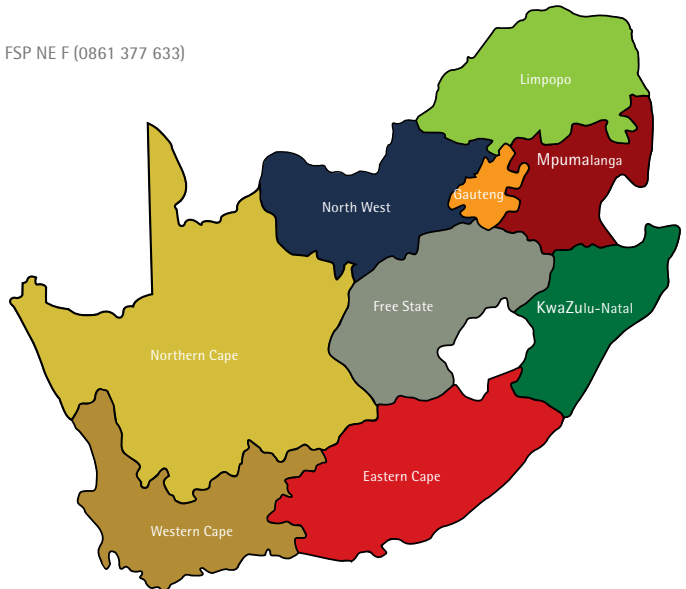 FSP NE F (0861 377 633)
Limpopo
Mpumalanga
Gauteng
North West
Free State
KwaZulu-Natal
Northern Cape
Eastern Cape
Western Cape